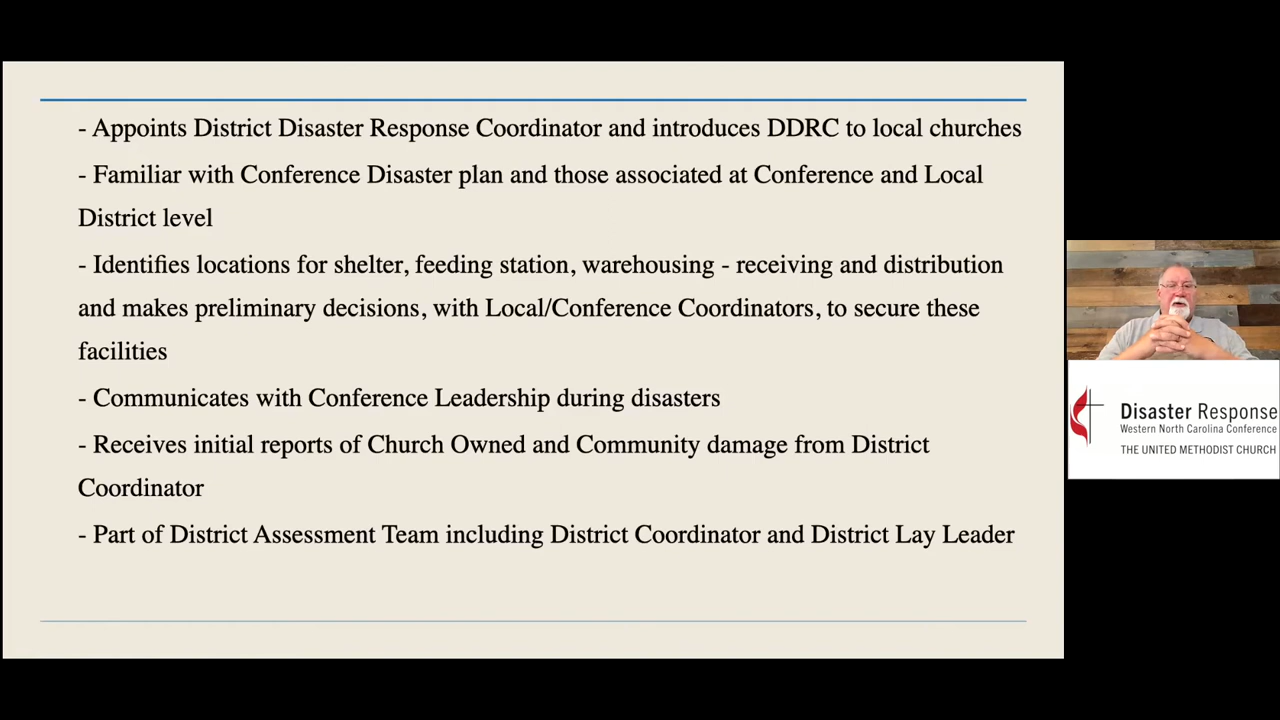 - Appoints District Disaster Response Coordinator and introduces DDRC to local churches
- Familiar with Conference Disaster plan and those associated at Conference and Local
District level
- Identifies locations for shelter, feeding station, warehousing - receiving and distribution
and makes preliminary decisions, with Local/Conference Coordinators, to secure these
facilities
- Communicates with Conference Leadership during disasters
- Receives initial reports of Church Owned and Community damage from District
Coordinator
- Part of District Assessment Team including District Coordinator and District Lay Leader
Disaster Response
Western North Carolina Conference
THE UNITED METHODIST CHURCH